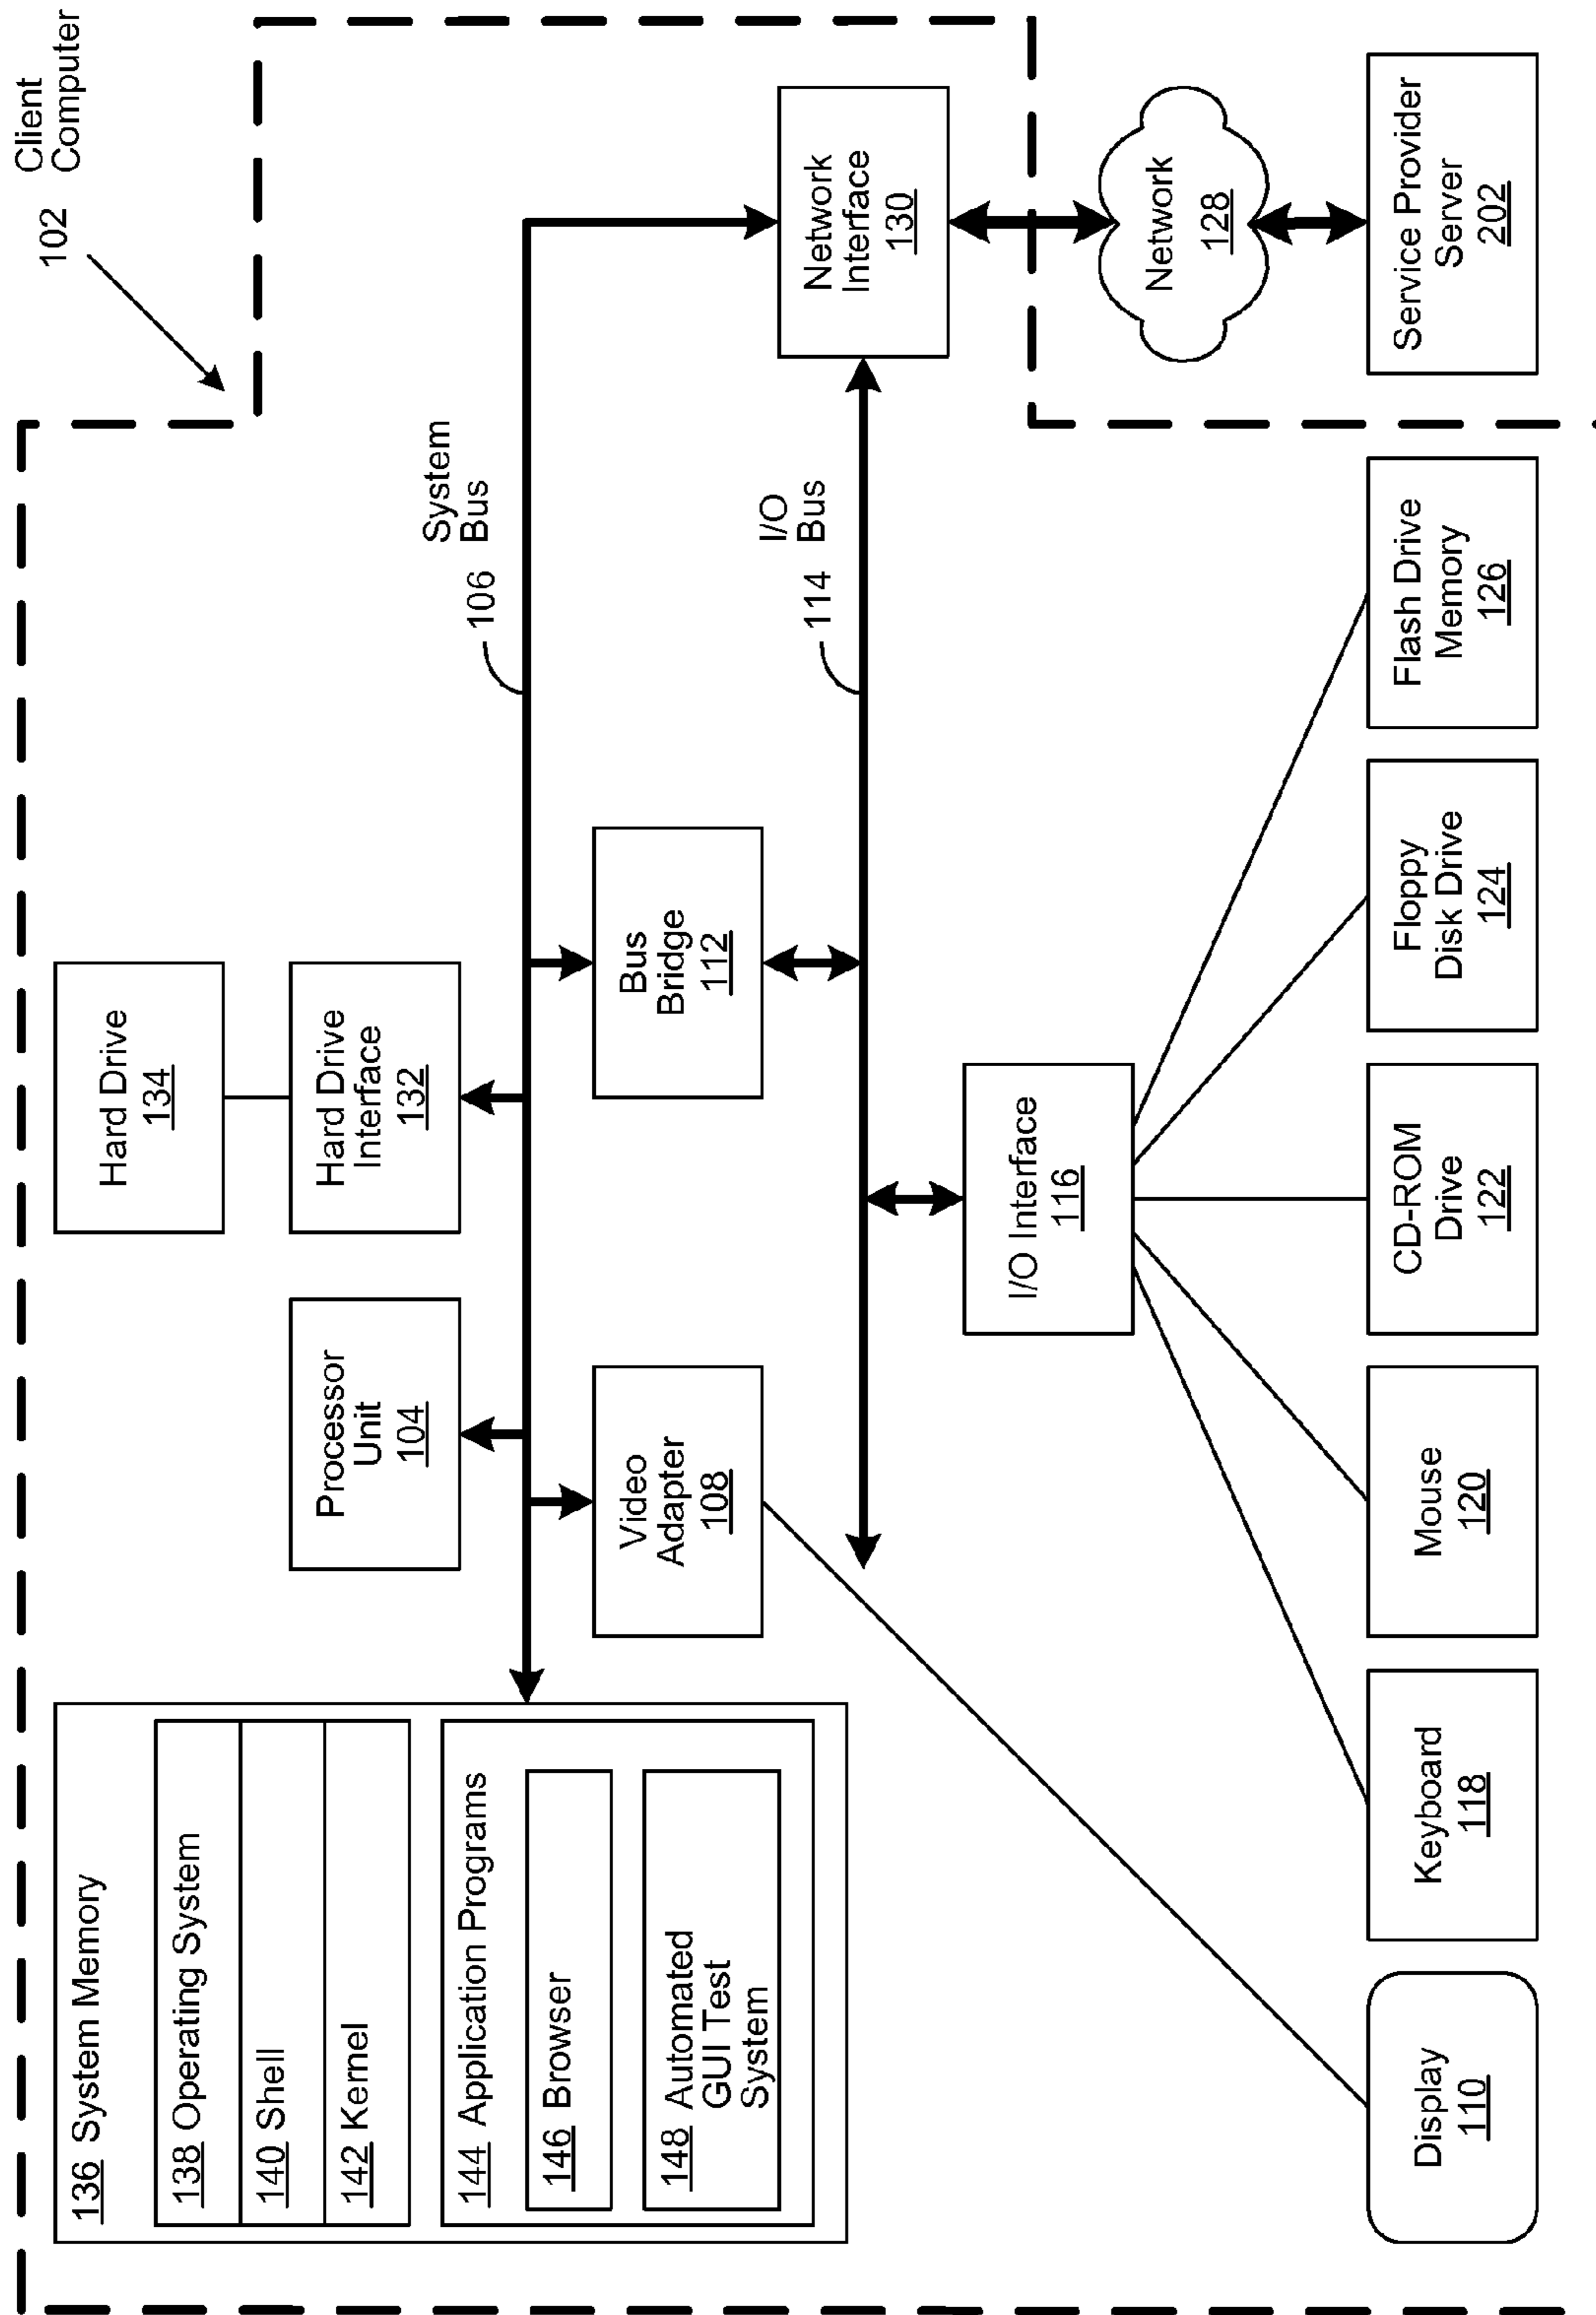 Client
Computer
102
136 System Memory
138 Operating System
140 Shell
142 Kernel
144 Application Programs
146 Browser
148 Automated
GUI Test
System
Hard Drive
134
Processor
Unit
104
Hard Drive
Interface
132
System
Bus
106
Video
Adapter
108
Bus
Bridge
112
I/O
Bus
114
Network
Interface
130
I/O Interface
116
Network
128
Display
110
Keyboard
118
Mouse
120
CD-ROM
Drive
122
Floppy
Disk Drive
124
Flash Drive
Memory
126
Service Provider
Server
202